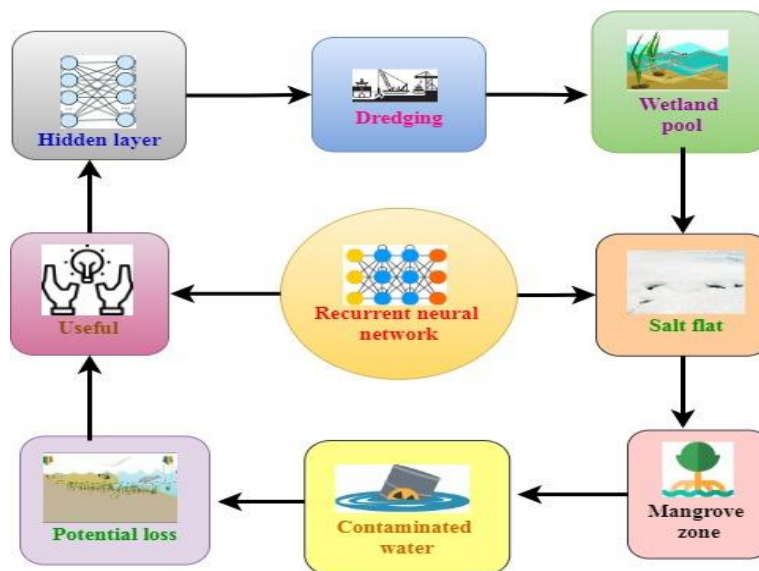 Hidden layer
Dredging
Wetland
pool
Useful
Recurrent neural
network
Salt flat
Potential loss
Contaminated
water
Mangrove
zone